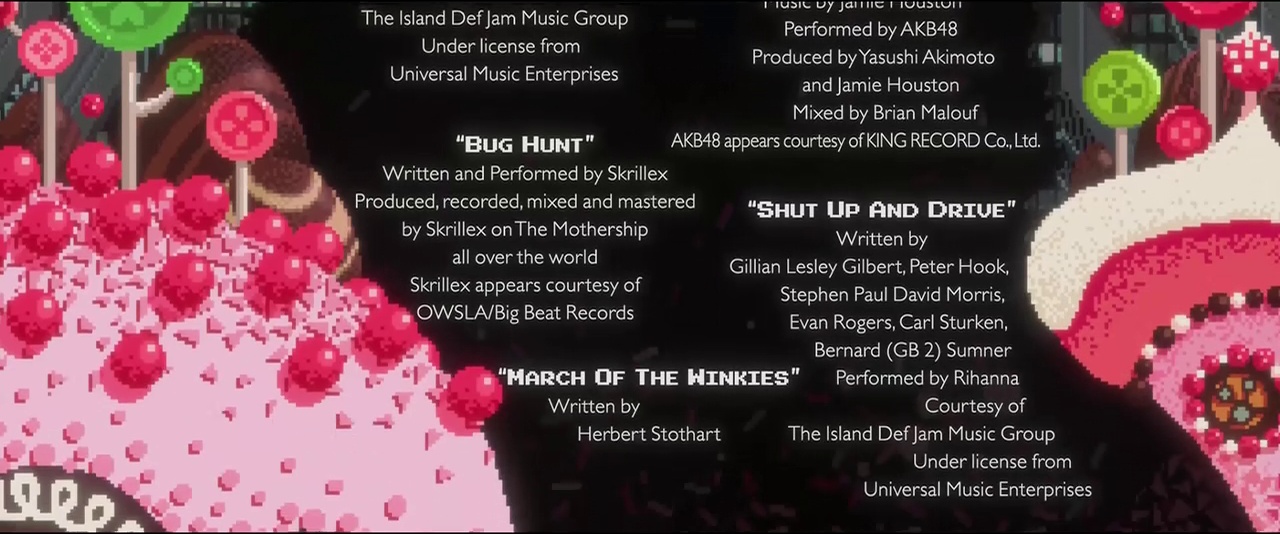 The Island Def Jam Music Group
Under license from
Universal Music Enterprises
"BUG HUNT"
Written and Performed by Skrillex
Produced, recorded, mixed and mastered
by Skrillex on The Mothership
all over the world
Skrillex appears courtesy of
OWSLA/Big Beat Records
"MARCH OF THE WINKIES"
Written by
Herbert Stothart
Music by Jamie Houston
Performed by AKB48
Produced by Yasushi Akimoto
and Jamie Houston
Mixed by Brian Malouf
AKB48 appears courtesy of KING RECORD Co., Ltd.
"SHUT UP AND DRIVE"
Written by
Gillian Lesley Gilbert, Peter Hook,
Stephen Paul David Morris,
Evan Rogers, Carl Sturken,
Bernard (GB 2) Sumner
Performed by Rihanna
Courtesy of
The Island Def Jam Music Group
Under license from
Universal Music Enterprises